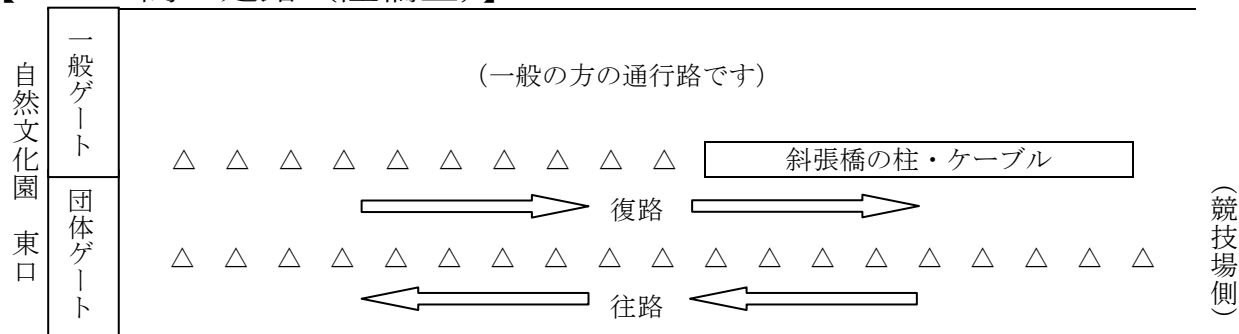 一般ゲート
(一般の方の通行路です)
自然文化園 東口
△ △ △ △ △ △ △ △ △ △
斜張橋の柱・ケーブル
団体ゲート
復路
(競技場側)
△ △ △ △ △ △ △ △ △ △ △ △ △ △ △ △ △ △ △
往路